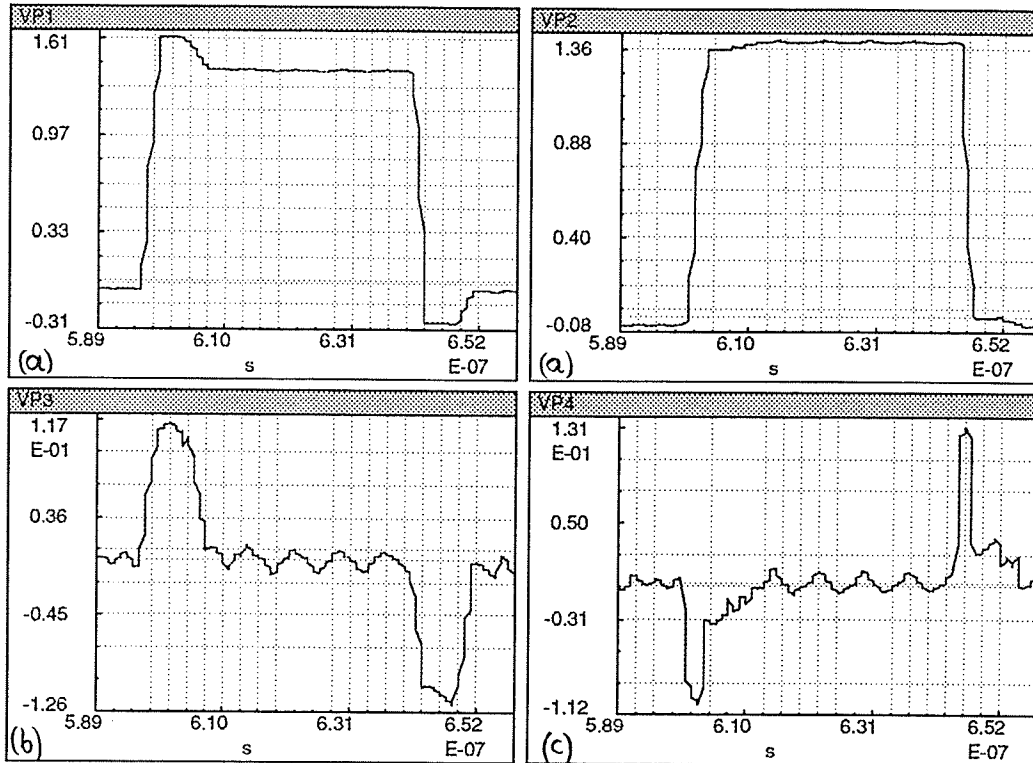 VP1
1.61
0.97
0.33
-0.31
5.89 6.10 6.31 6.52
(a) s E-07
VP2
1.36
0.88
0.40
-0.08
5.89 6.10 6.31 6.52
(a) s E-07
VP3
1.17
E-01
0.36
-0.45
-1.26
5.89 6.10 6.31 6.52
(b) s E-07
VP4
1.31
E-01
0.50
-0.31
-1.12
5.89 6.10 6.31 6.52
(c) s E-07